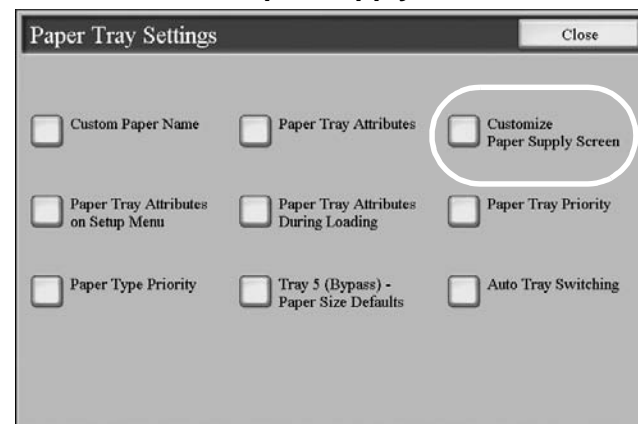 Paper Tray Settings
Close
Custom Paper Name
Paper Tray Attributes
Customize
Paper Supply Screen
Paper Tray Attributes
on Setup Menu
Paper Tray Attributes
During Loading
Paper Tray Priority
Paper Type Priority
Tray 5 (Bypass) -
Paper Size Defaults
Auto Tray Switching